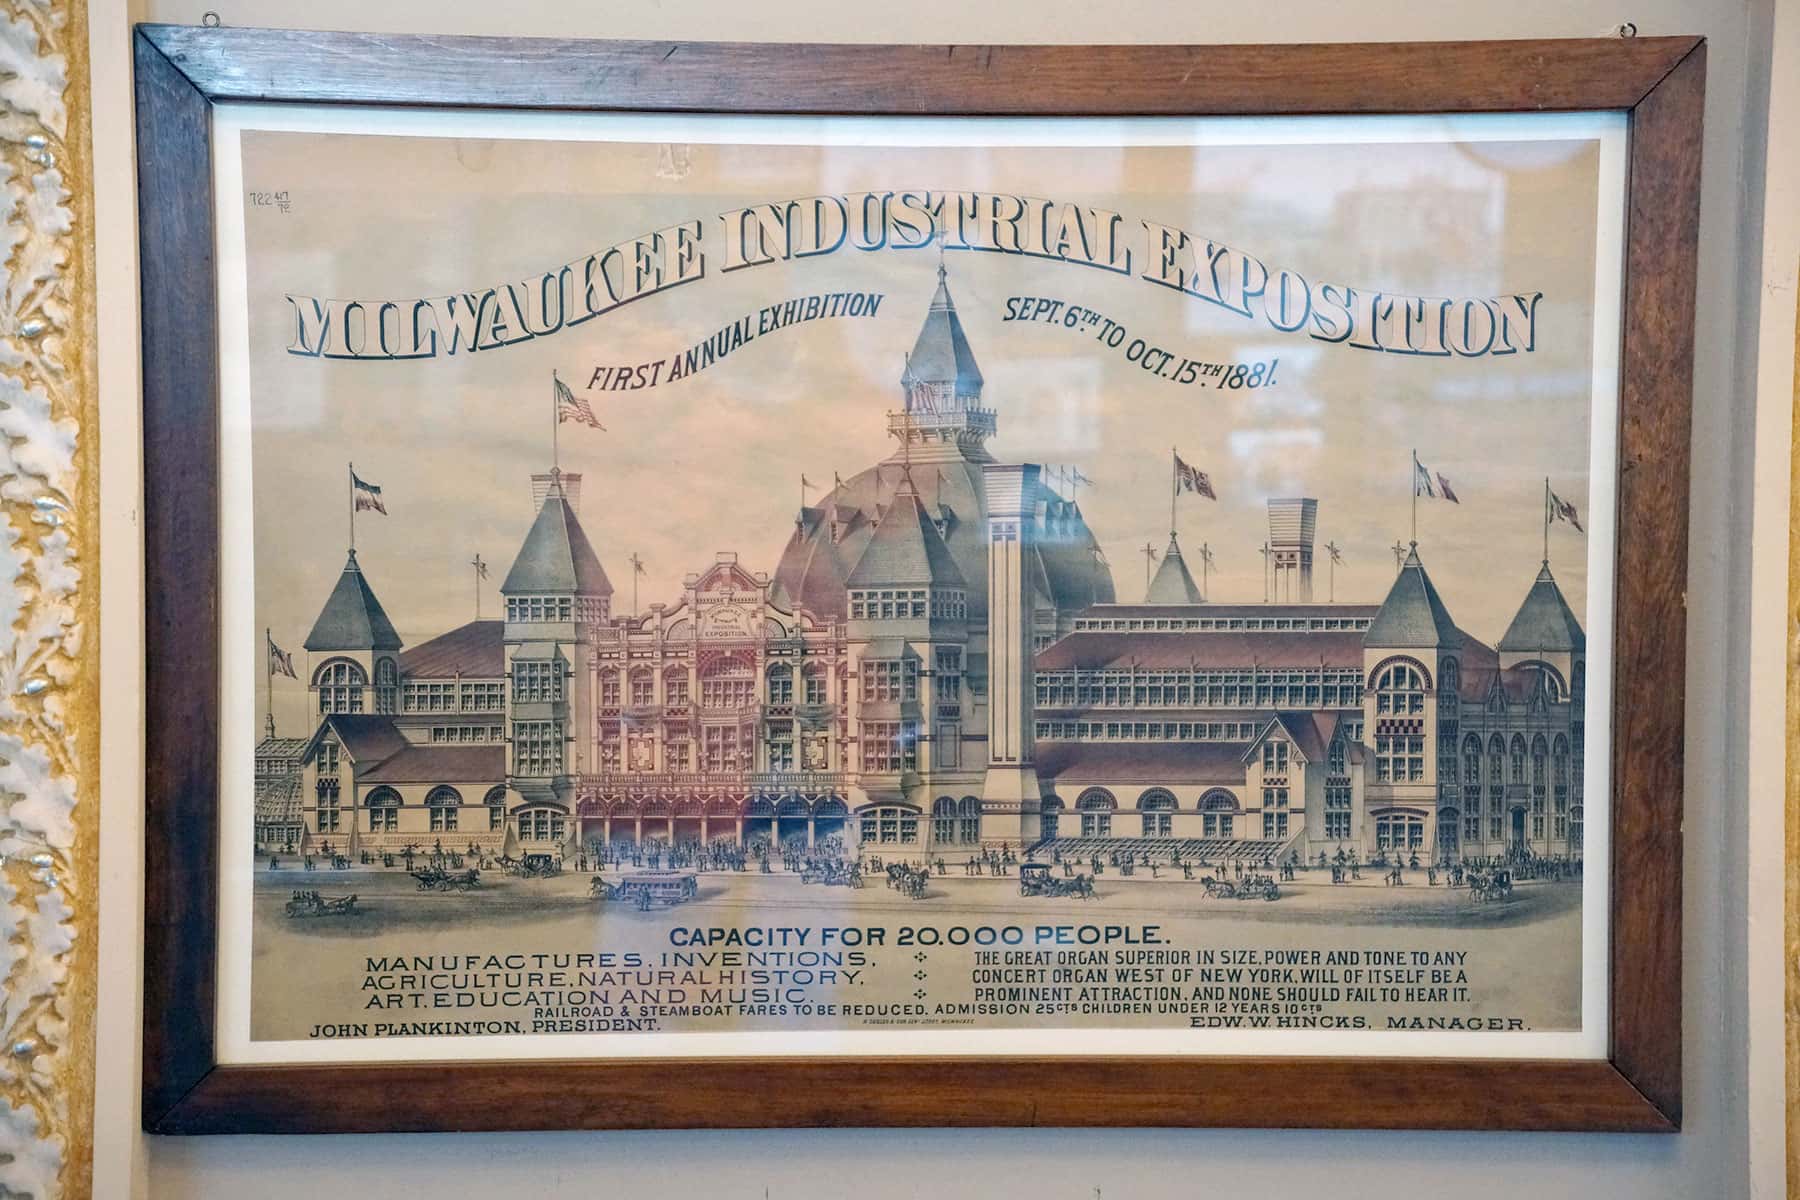 722 417/72
MILWAUKEE INDUSTRIAL EXPOSITION
FIRST ANNUAL EXHIBITION
SEPT. 6TH TO OCT. 15TH 1881.
INDUSTRIAL
EXPOSITION
CAPACITY FOR 20.000 PEOPLE.
MANUFACTURES, INVENTIONS,
AGRICULTURE, NATURAL HISTORY,
ART, EDUCATION AND MUSIC.
THE GREAT ORGAN SUPERIOR IN SIZE, POWER AND TONE TO ANY
CONCERT ORGAN WEST OF NEW YORK, WILL OF ITSELF BE A
PROMINENT ATTRACTION, AND NONE SHOULD FAIL TO HEAR IT.
RAILROAD & STEAMBOAT FARES TO BE REDUCED. ADMISSION 25CTS CHILDREN UNDER 12 YEARS 10CTS
JOHN PLANKINTON, PRESIDENT.
EDW. W. HINCKS, MANAGER.